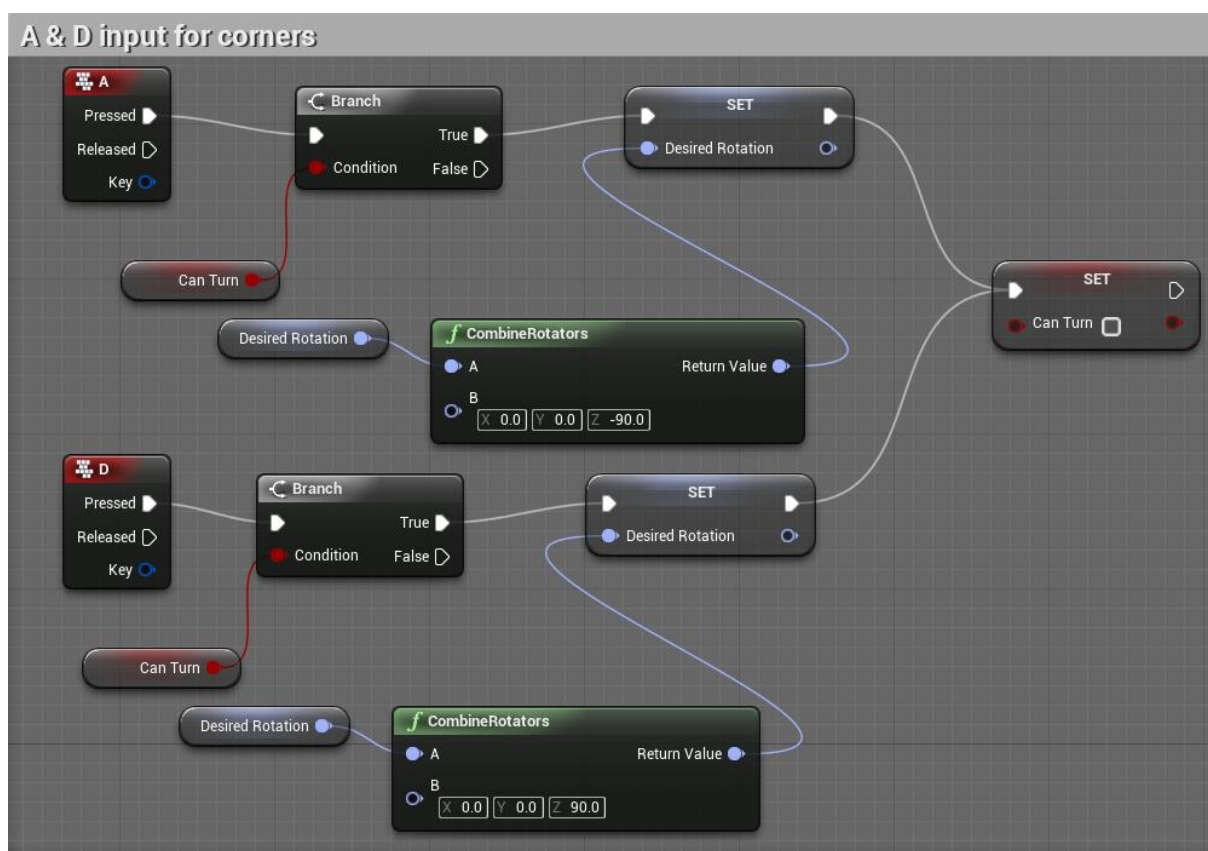 A & D input for corners
A
Pressed
Released
Key
Branch
True
Condition
False
SET
Desired Rotation
Can Turn
Desired Rotation
f CombineRotators
A
Return Value
B
X 0.0 Y 0.0 Z -90.0
SET
Can Turn
D
Pressed
Released
Key
Branch
True
Condition
False
SET
Desired Rotation
Can Turn
Desired Rotation
f CombineRotators
A
Return Value
B
X 0.0 Y 0.0 Z 90.0